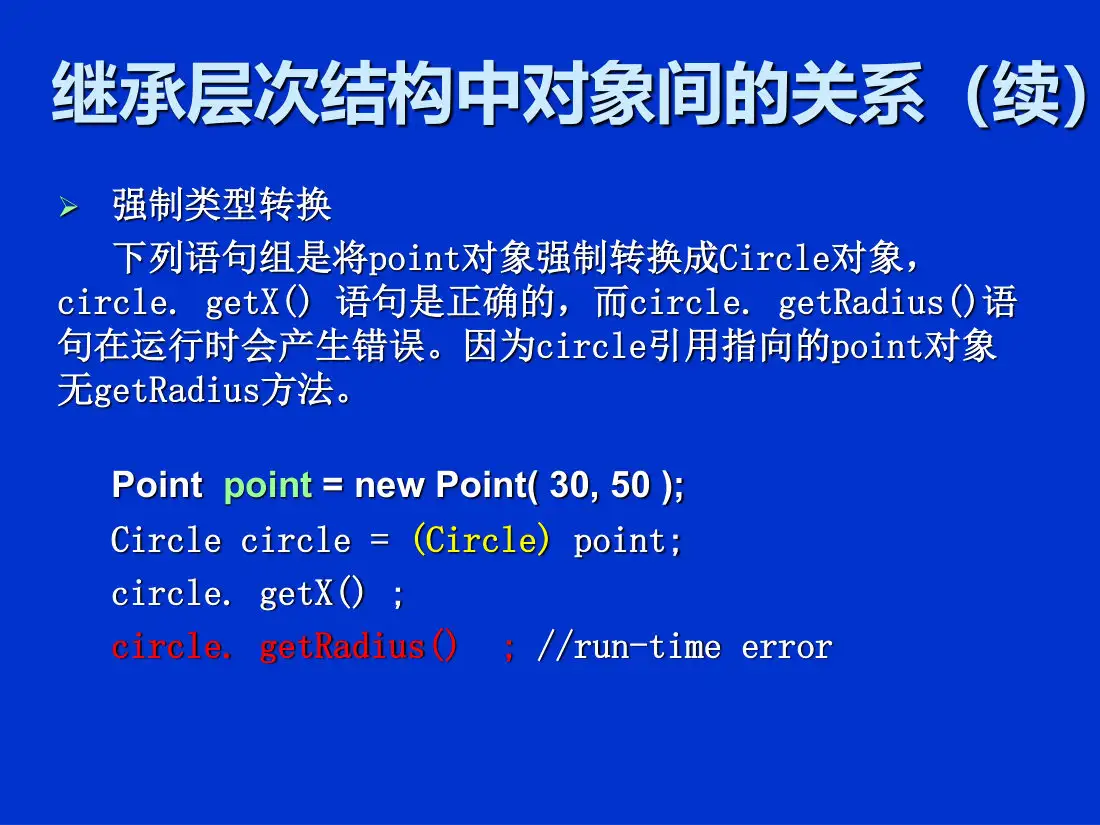 继承层次结构中对象间的关系（续）
强制类型转换
下列语句组是将point对象强制转换成Circle对象，
circle. getX() 语句是正确的，而circle. getRadius()语
句在运行时会产生错误。因为circle引用指向的point对象
无getRadius方法。
Point point = new Point( 30, 50 );
Circle circle = (Circle) point;
circle. getX() ;
circle. getRadius() ; //run-time error